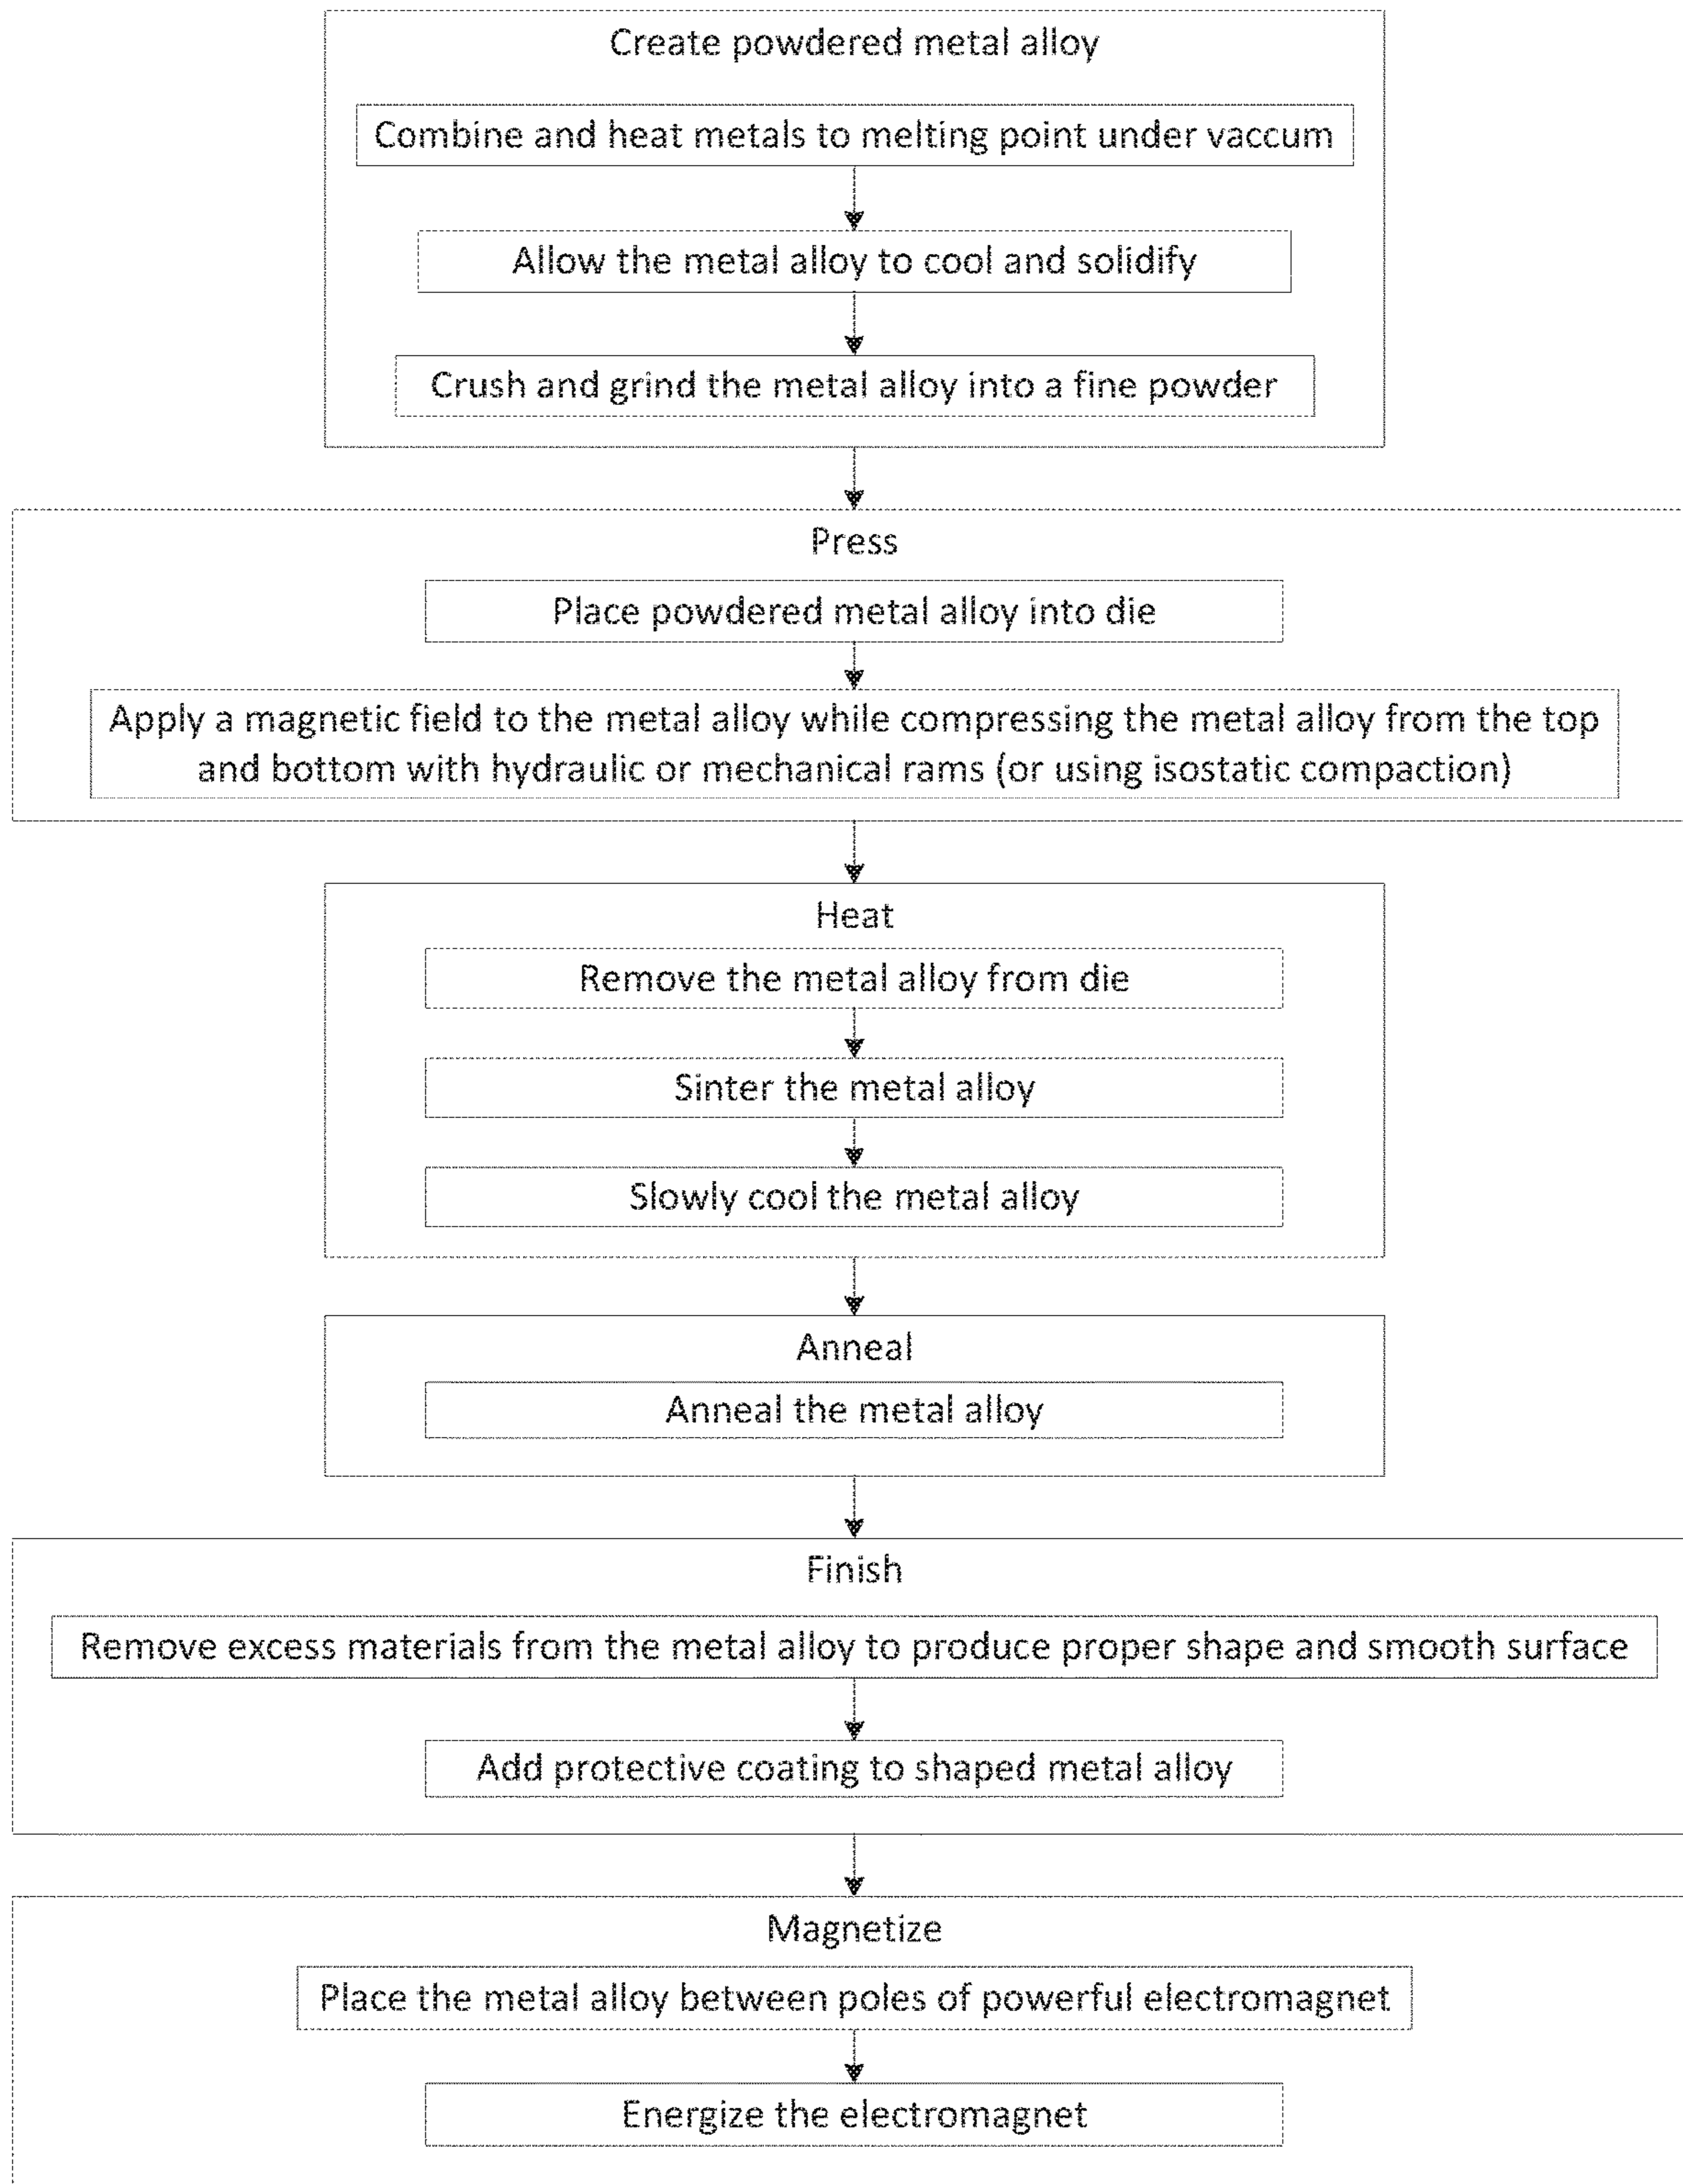 Create powdered metal alloy
Combine and heat metals to melting point under vaccum
Allow the metal alloy to cool and solidify
Crush and grind the metal alloy into a fine powder
Press
Place powdered metal alloy into die
Apply a magnetic field to the metal alloy while compressing the metal alloy from the top
and bottom with hydraulic or mechanical rams (or using isostatic compaction)
Heat
Remove the metal alloy from die
Sinter the metal alloy
Slowly cool the metal alloy
Anneal
Anneal the metal alloy
Finish
Remove excess materials from the metal alloy to produce proper shape and smooth surface
Add protective coating to shaped metal alloy
Magnetize
Place the metal alloy between poles of powerful electromagnet
Energize the electromagnet